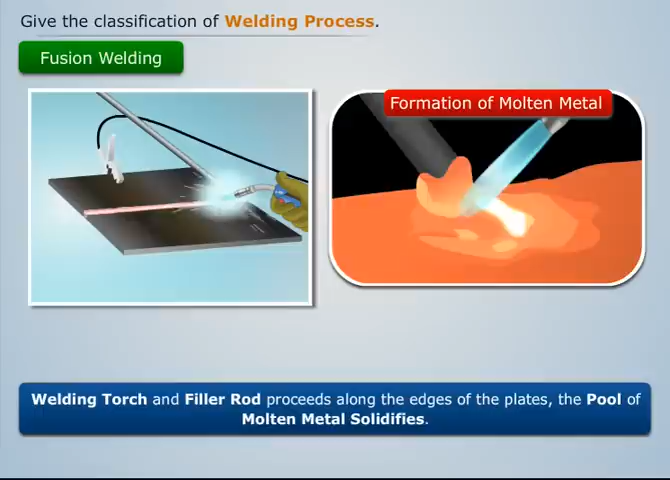 Give the classification of Welding Process.
Fusion Welding
Formation of Molten Metal
Welding Torch and Filler Rod proceeds along the edges of the plates, the Pool of
Molten Metal Solidifies.